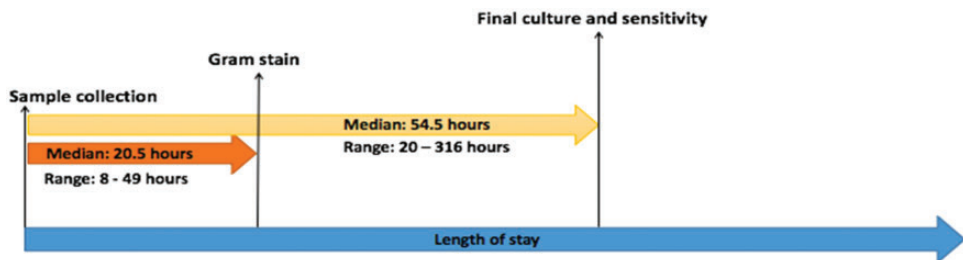 Final culture and sensitivity
Gram stain
Sample collection
Median: 54.5 hours
Range: 20 – 316 hours
Median: 20.5 hours
Range: 8 - 49 hours
Length of stay